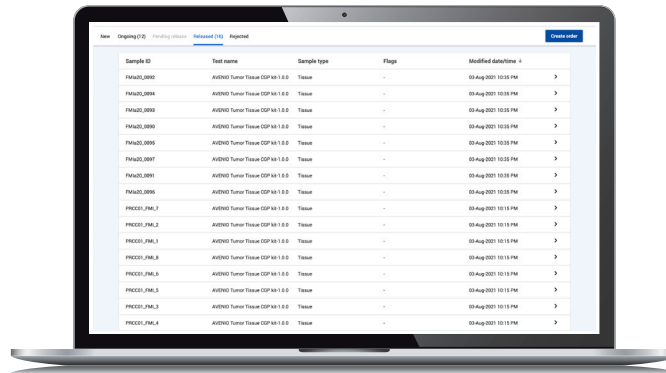 New Ongoing (12) Pending release Released (16) Rejected Create order
Sample ID Test name Sample type Flags Modified date/time ↓
FMIa20_0092 AVENIO Tumor Tissue CGP kit-1.0.0 Tissue - 03-Aug-2021 10:35 PM >
FMIa20_0094 AVENIO Tumor Tissue CGP kit-1.0.0 Tissue - 03-Aug-2021 10:35 PM >
FMIa20_0093 AVENIO Tumor Tissue CGP kit-1.0.0 Tissue - 03-Aug-2021 10:35 PM >
FMIa20_0090 AVENIO Tumor Tissue CGP kit-1.0.0 Tissue - 03-Aug-2021 10:35 PM >
FMIa20_0095 AVENIO Tumor Tissue CGP kit-1.0.0 Tissue - 03-Aug-2021 10:35 PM >
FMIa20_0097 AVENIO Tumor Tissue CGP kit-1.0.0 Tissue - 03-Aug-2021 10:35 PM >
FMIa20_0091 AVENIO Tumor Tissue CGP kit-1.0.0 Tissue - 03-Aug-2021 10:35 PM >
FMIa20_0096 AVENIO Tumor Tissue CGP kit-1.0.0 Tissue - 03-Aug-2021 10:35 PM >
PRCC01_FMI_7 AVENIO Tumor Tissue CGP kit-1.0.0 Tissue - 03-Aug-2021 10:15 PM >
PRCC01_FMI_2 AVENIO Tumor Tissue CGP kit-1.0.0 Tissue - 03-Aug-2021 10:15 PM >
PRCC01_FMI_1 AVENIO Tumor Tissue CGP kit-1.0.0 Tissue - 03-Aug-2021 10:15 PM >
PRCC01_FMI_8 AVENIO Tumor Tissue CGP kit-1.0.0 Tissue - 03-Aug-2021 10:15 PM >
PRCC01_FMI_6 AVENIO Tumor Tissue CGP kit-1.0.0 Tissue - 03-Aug-2021 10:15 PM >
PRCC01_FMI_5 AVENIO Tumor Tissue CGP kit-1.0.0 Tissue - 03-Aug-2021 10:15 PM >
PRCC01_FMI_3 AVENIO Tumor Tissue CGP kit-1.0.0 Tissue - 03-Aug-2021 10:15 PM >
PRCC01_FMI_4 AVENIO Tumor Tissue CGP kit-1.0.0 Tissue - 03-Aug-2021 10:15 PM >